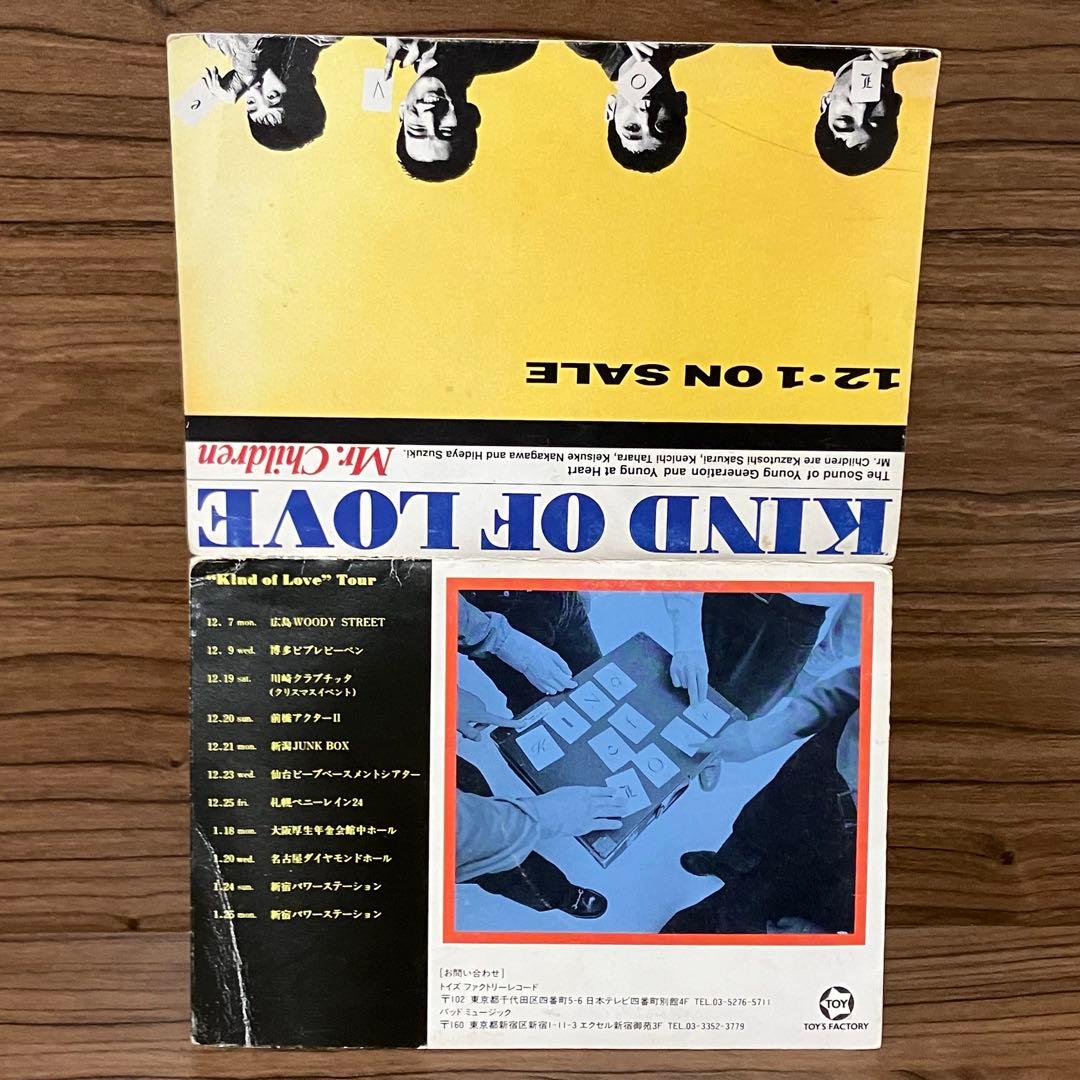 KIND OF LOVE
The Sound of Young Generation and Young at Heart
Mr. Children are Kazutoshi Sakurai, Kenichi Tahara, Keisuke Nakagawa and Hideya Suzuki.
Mr. Children
12・1 ON SALE
L
O
V
e
"Kind of Love" Tour
12. 7 mon. 広島WOODY STREET
12. 9 wed. 博多ビブレビーベン
12.19 sat. 川崎クラブチッタ
(クリスマスイベント)
12.20 sun. 前橋アクターII
12.21 mon. 新潟JUNK BOX
12.23 wed. 仙台ビーブベースメントシアター
12.25 fri. 札幌ペニーレイン24
1.18 mon. 大阪厚生年金会館中ホール
1.20 wed. 名古屋ダイヤモンドホール
1.24 sun. 新宿パワーステーション
1.25 mon. 新宿パワーステーション
K I N D
O F
L O V e
[お問い合わせ]
トイズ ファクトリーレコード
〒102 東京都千代田区四番町5-6 日本テレビ四番町別館4F TEL.03-5276-5711
バッドミュージック
〒160 東京都新宿区新宿1-11-3 エクセル新宿御苑3F TEL.03-3352-3779
TOY
TOY'S FACTORY